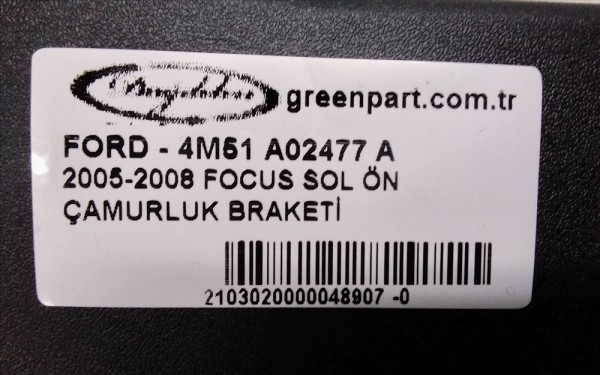 greenpart.com.tr
FORD - 4M51 A02477 A
2005-2008 FOCUS SOL ÖN
ÇAMURLUK BRAKETİ
2103020000048907 -0